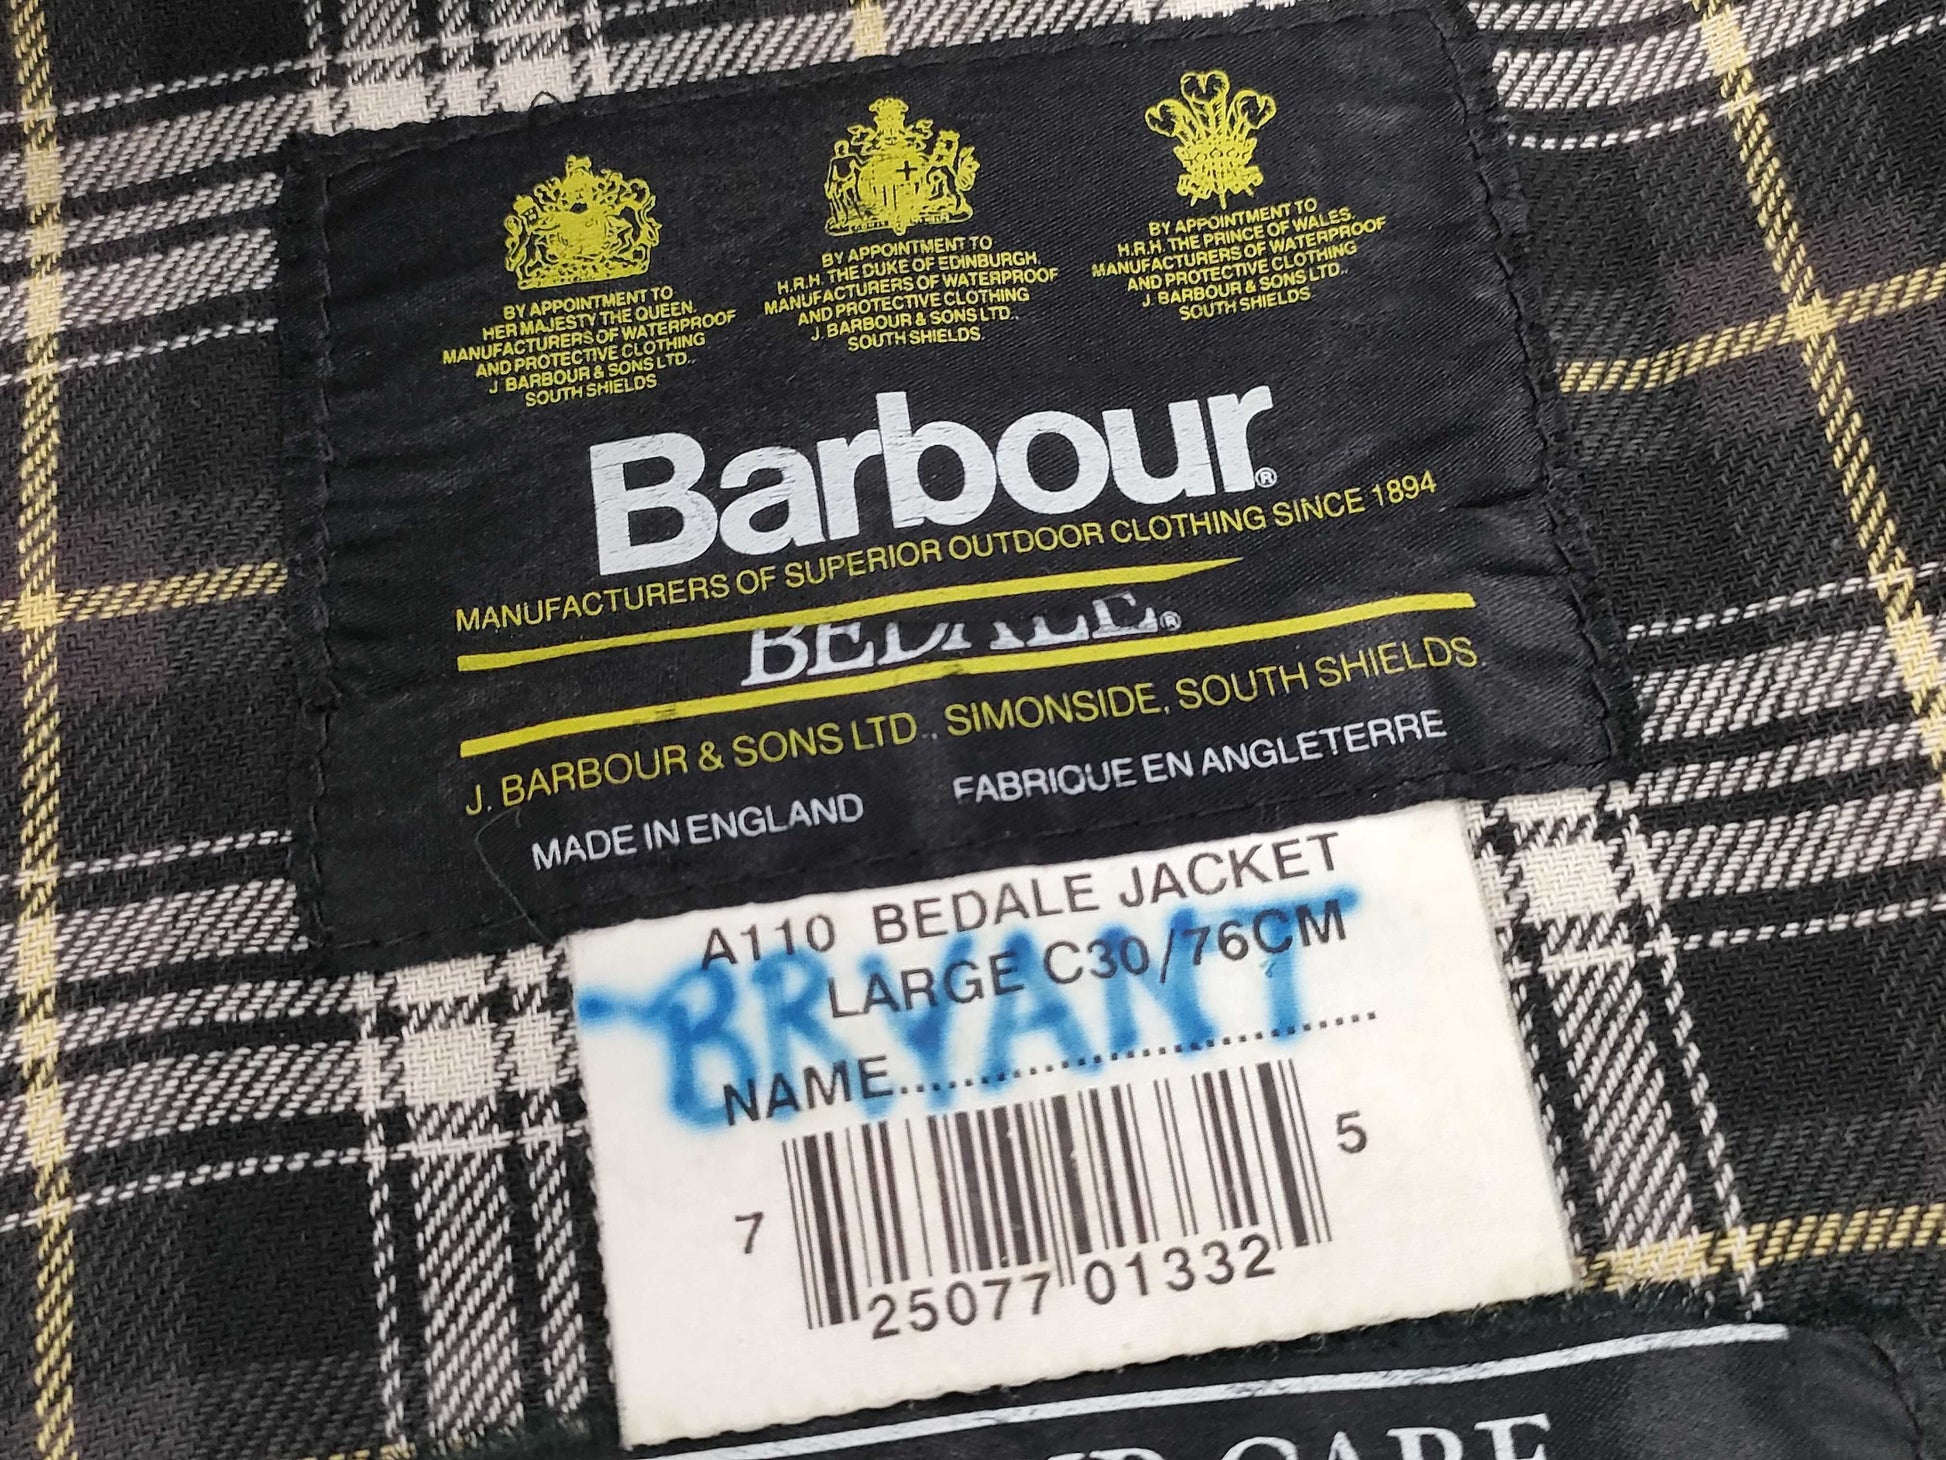 BY APPOINTMENT TO
HER MAJESTY THE QUEEN.
MANUFACTURERS OF WATERPROOF
AND PROTECTIVE CLOTHING
J. BARBOUR & SONS LTD.,
SOUTH SHIELDS
BY APPOINTMENT TO
H.R.H. THE DUKE OF EDINBURGH.
MANUFACTURERS OF WATERPROOF
AND PROTECTIVE CLOTHING
J. BARBOUR & SONS LTD.,
SOUTH SHIELDS.
BY APPOINTMENT TO
H.R.H. THE PRINCE OF WALES.
MANUFACTURERS OF WATERPROOF
AND PROTECTIVE CLOTHING
J. BARBOUR & SONS LTD.,
SOUTH SHIELDS
Barbour®
MANUFACTURERS OF SUPERIOR OUTDOOR CLOTHING SINCE 1894
BEDALE®
J. BARBOUR & SONS LTD., SIMONSIDE, SOUTH SHIELDS.
MADE IN ENGLAND FABRIQUE EN ANGLETERRE
A110 BEDALE JACKET
LARGE C30/76CM
BRYANT
NAME..............................
7 25077 01332 5
CARE